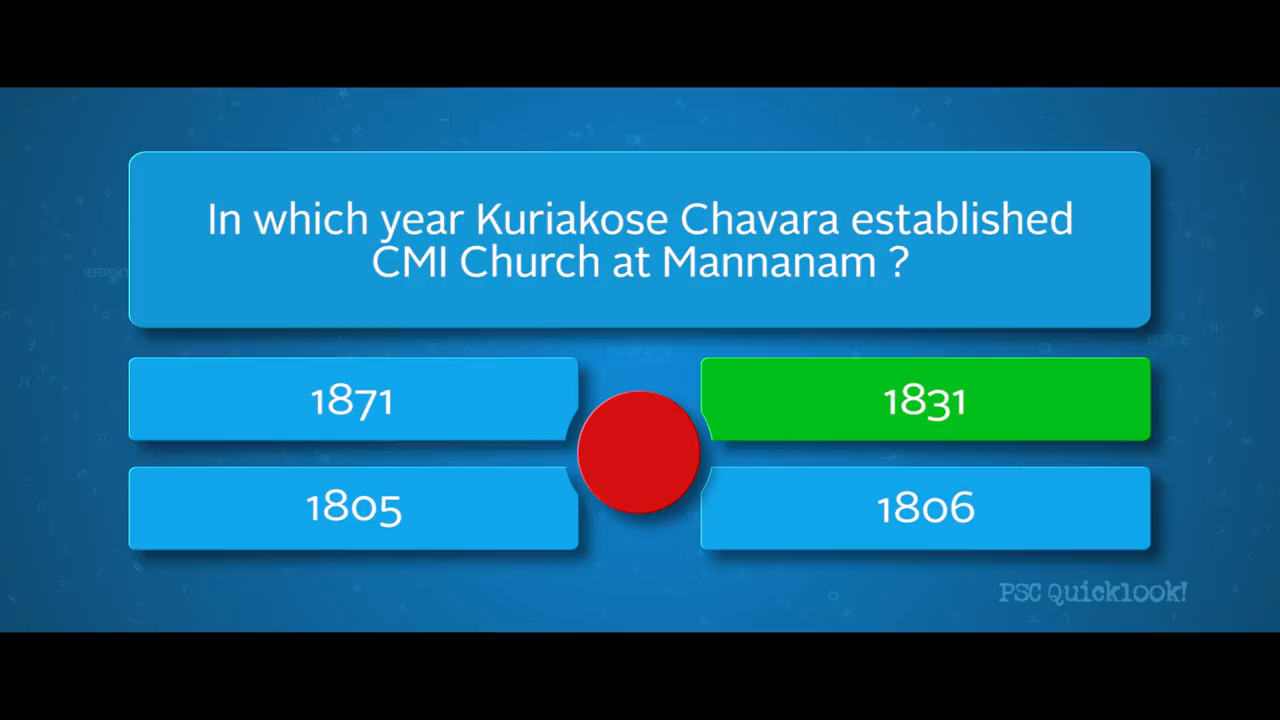 In which year Kuriakose Chavara established
CMI Church at Mannanam ?
1871
1831
1805
1806
PSC Quicklook!